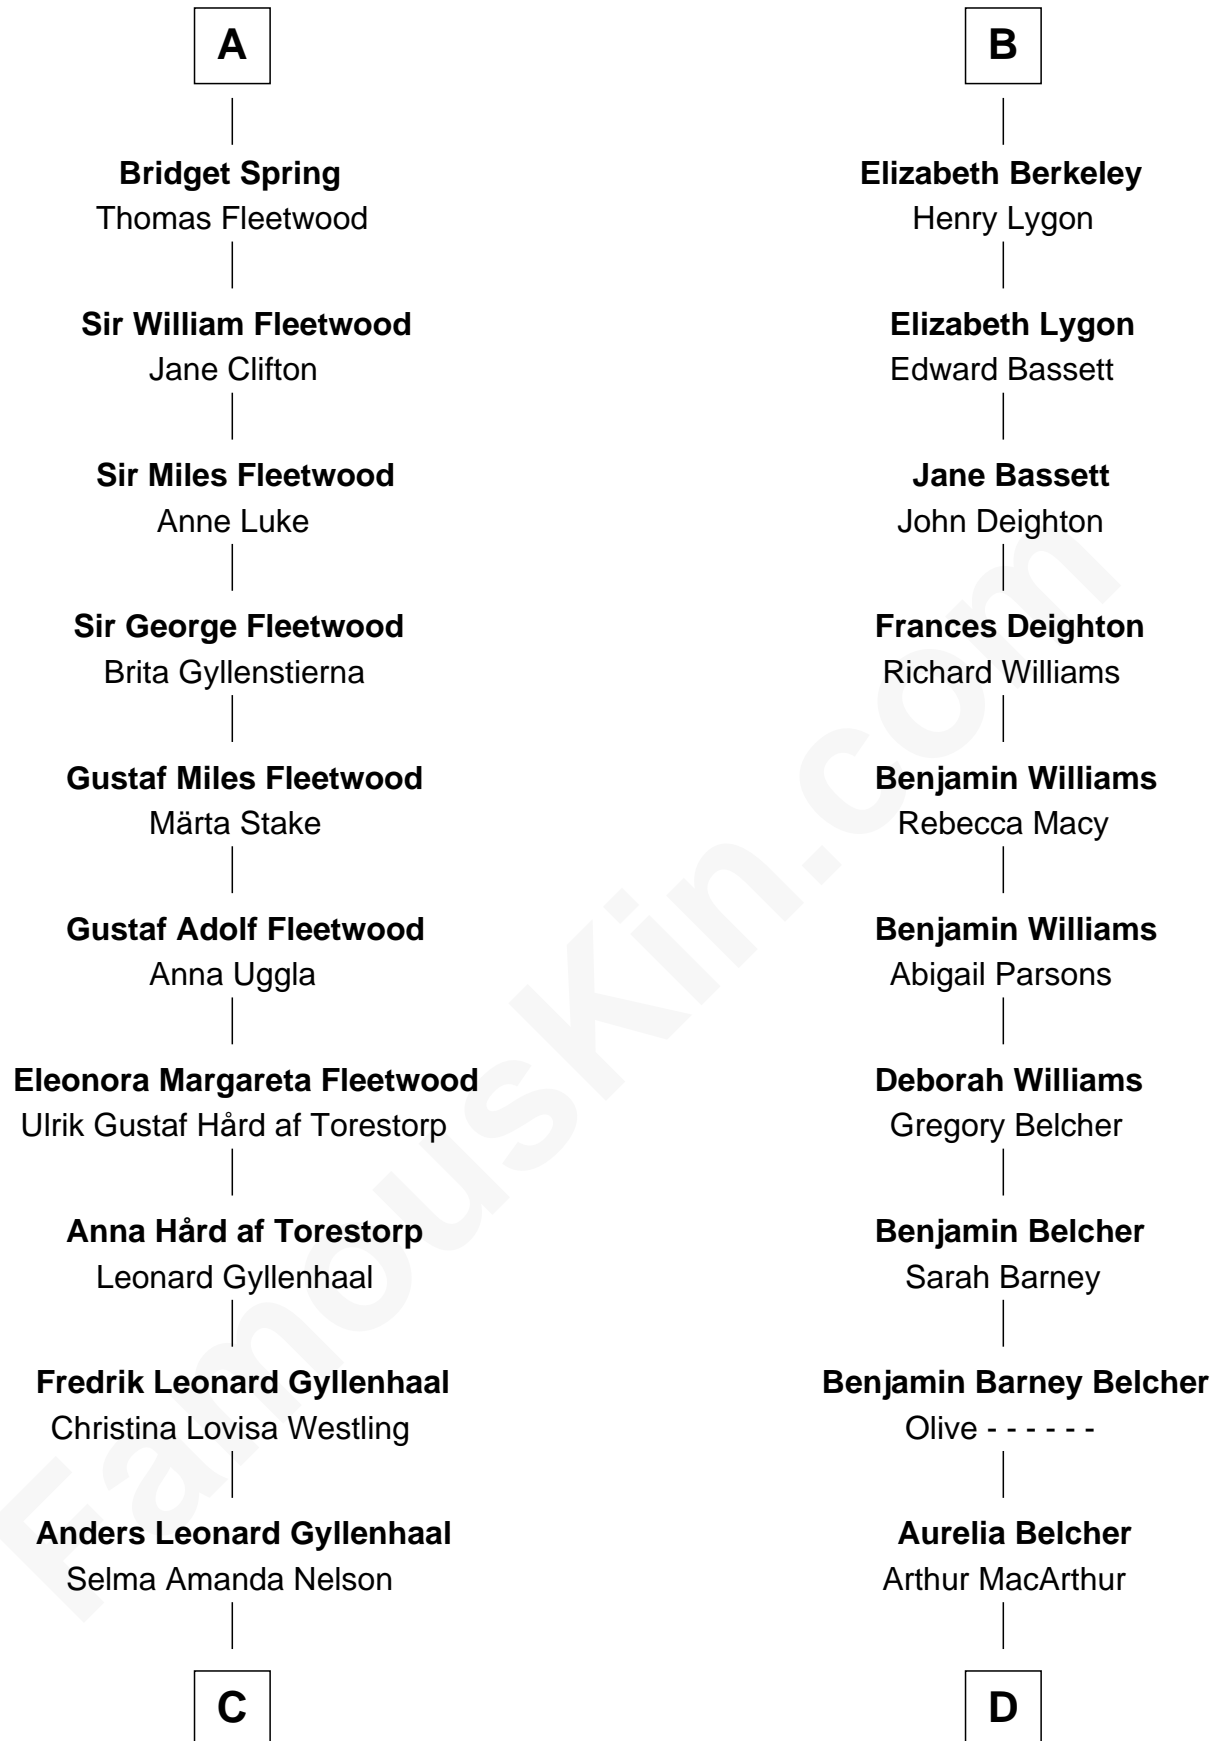 A
Bridget Spring
Thomas Fleetwood
Sir William Fleetwood
Jane Clifton
Sir Miles Fleetwood
Anne Luke
Sir George Fleetwood
Brita Gyllenstierna
Gustaf Miles Fleetwood
Märta Stake
Gustaf Adolf Fleetwood
Anna Uggla
Eleonora Margareta Fleetwood
Ulrik Gustaf Hård af Torestorp
Anna Hård af Torestorp
Leonard Gyllenhaal
Fredrik Leonard Gyllenhaal
Christina Lovisa Westling
Anders Leonard Gyllenhaal
Selma Amanda Nelson
C
B
Elizabeth Berkeley
Henry Lygon
Elizabeth Lygon
Edward Bassett
Jane Bassett
John Deighton
Frances Deighton
Richard Williams
Benjamin Williams
Rebecca Macy
Benjamin Williams
Abigail Parsons
Deborah Williams
Gregory Belcher
Benjamin Belcher
Sarah Barney
Benjamin Barney Belcher
Olive - - - - - -
Aurelia Belcher
Arthur MacArthur
D
FamousKin.com